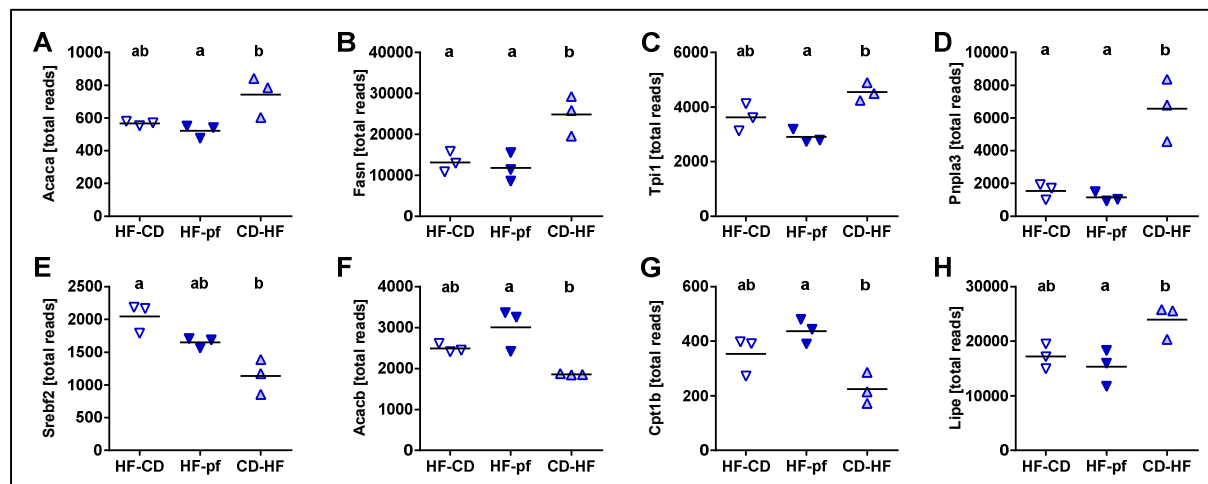 A
Acaca [total reads]
1000
800
600
400
200
0
ab a b
HF-CD HF-pf CD-HF
B
Fasn [total reads]
40000
30000
20000
10000
0
a a b
HF-CD HF-pf CD-HF
C
Tpi1 [total reads]
6000
4000
2000
0
ab a b
HF-CD HF-pf CD-HF
D
Pnpla3 [total reads]
10000
8000
6000
4000
2000
0
a a b
HF-CD HF-pf CD-HF
E
Srebf2 [total reads]
2500
2000
1500
1000
500
0
a ab b
HF-CD HF-pf CD-HF
F
Acacb [total reads]
4000
3000
2000
1000
0
ab a b
HF-CD HF-pf CD-HF
G
Cpt1b [total reads]
600
400
200
0
ab a b
HF-CD HF-pf CD-HF
H
Lipe [total reads]
30000
20000
10000
0
ab a b
HF-CD HF-pf CD-HF